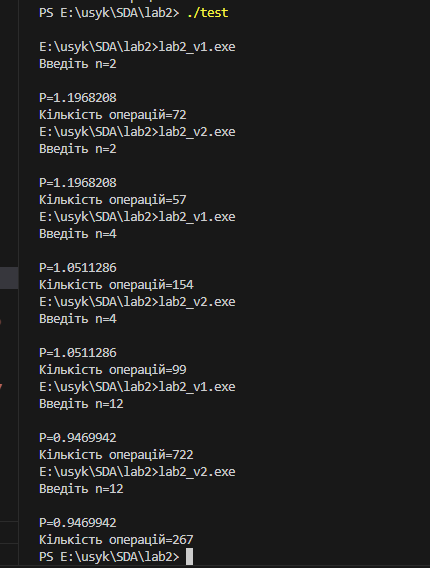 PS E:\usyk\SDA\lab2> ./test
E:\usyk\SDA\lab2>lab2_v1.exe
Введіть n=2
P=1.1968208
Кількість операцій=72
E:\usyk\SDA\lab2>lab2_v2.exe
Введіть n=2
P=1.1968208
Кількість операцій=57
E:\usyk\SDA\lab2>lab2_v1.exe
Введіть n=4
P=1.0511286
Кількість операцій=154
E:\usyk\SDA\lab2>lab2_v2.exe
Введіть n=4
P=1.0511286
Кількість операцій=99
E:\usyk\SDA\lab2>lab2_v1.exe
Введіть n=12
P=0.9469942
Кількість операцій=722
E:\usyk\SDA\lab2>lab2_v2.exe
Введіть n=12
P=0.9469942
Кількість операцій=267
PS E:\usyk\SDA\lab2>